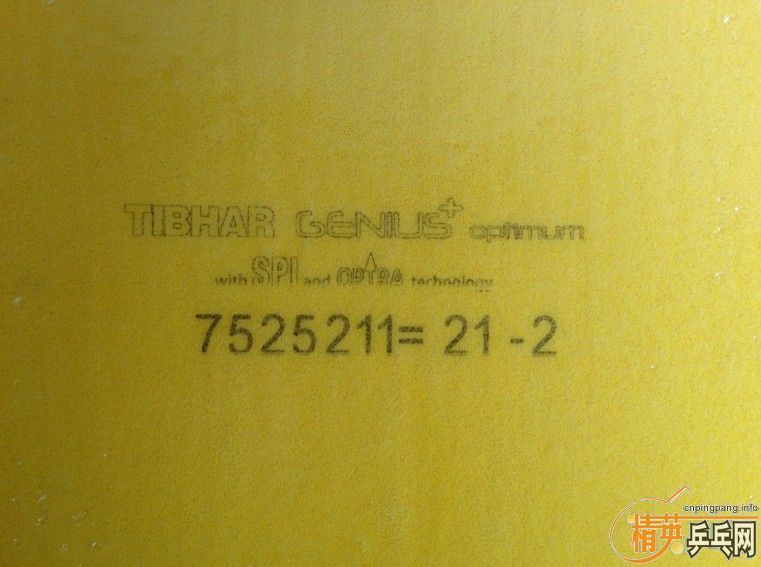 TIBHAR GENIUS+ optimum
with SPI and OPTRA technology
7525211= 21 -2
cnpingpang.info
精英乒乓网